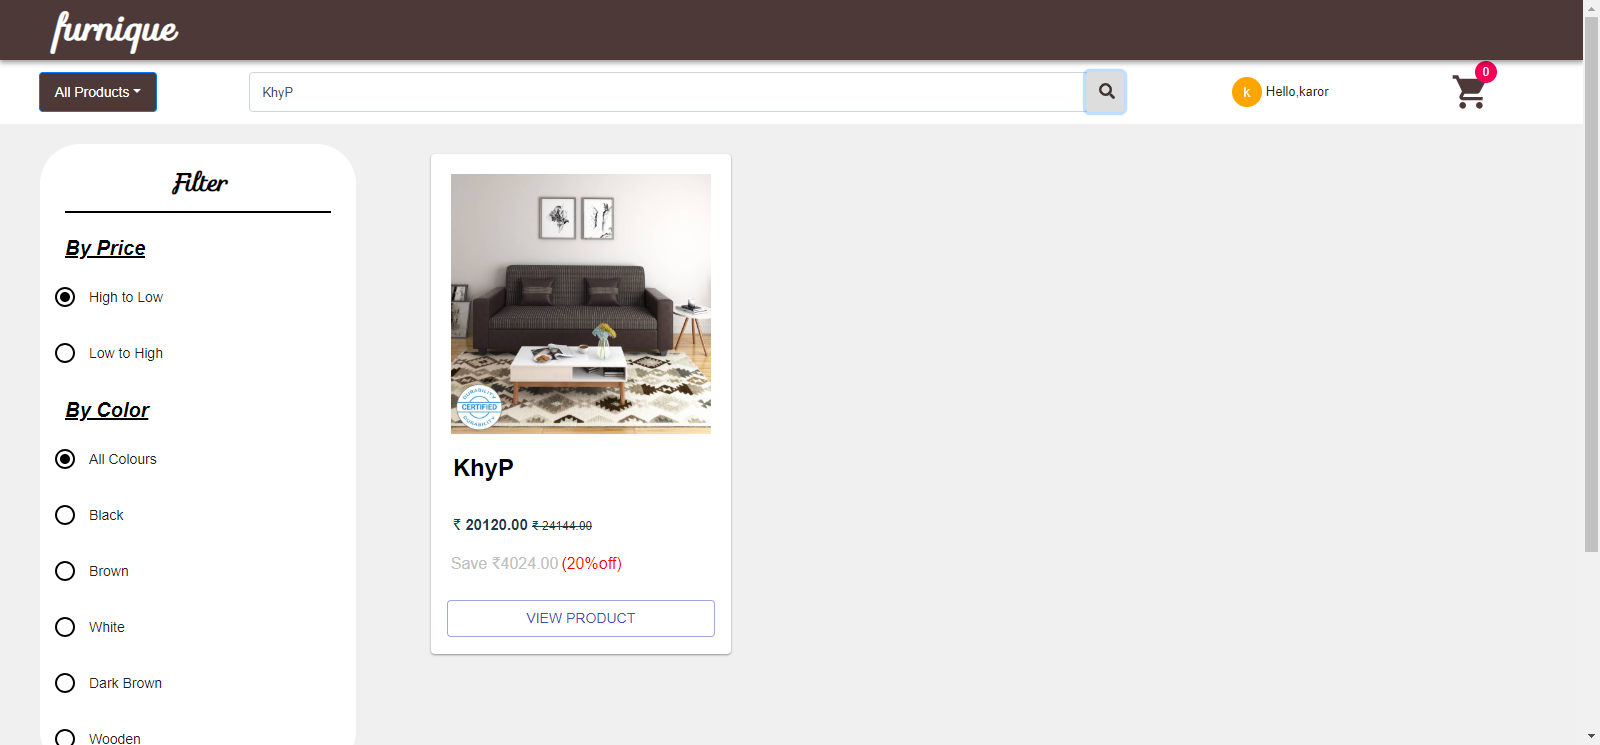 furnique
All Products
KhyP
k
Hello,karor
0
Filter
By Price
High to Low
Low to High
By Color
All Colours
Black
Brown
White
Dark Brown
Wooden
DURABILITY
CERTIFIED
DURABILITY
KhyP
₹ 20120.00 ₹ 24144.00
Save ₹4024.00 (20%off)
VIEW PRODUCT